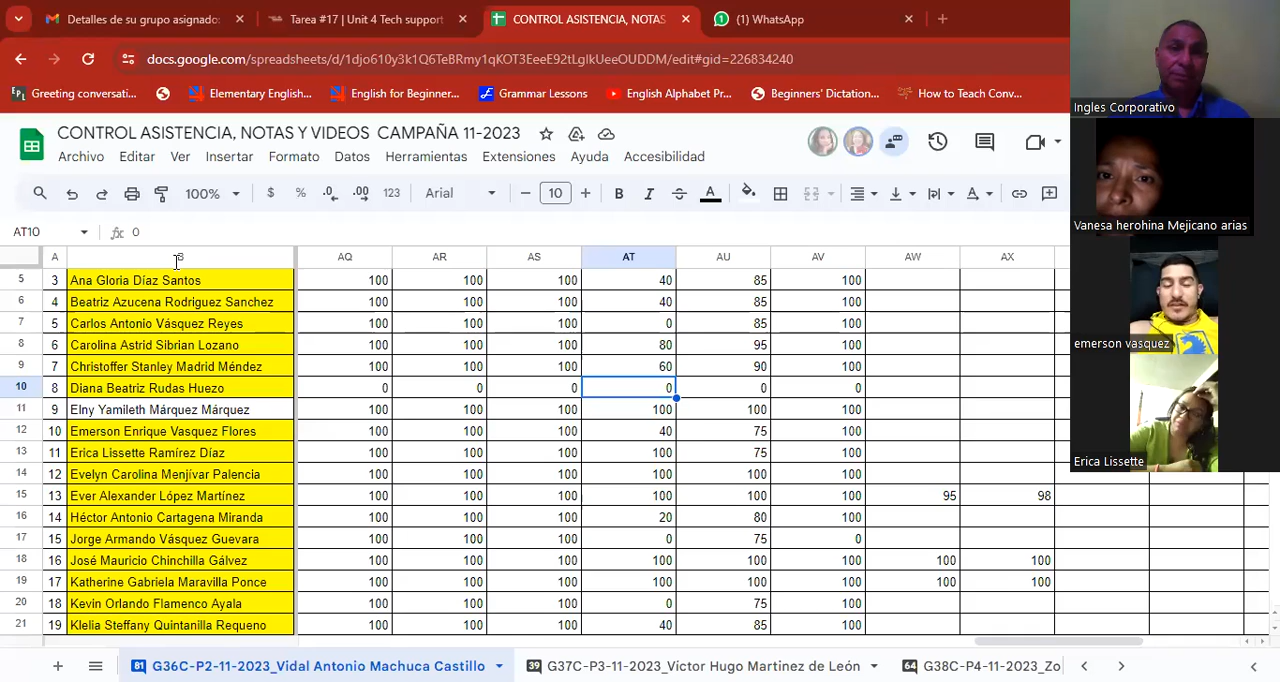 Detalles de su grupo asignado:
Tarea #17 | Unit 4 Tech support
CONTROL ASISTENCIA, NOTAS
(1) WhatsApp
docs.google.com/spreadsheets/d/1djo610y3k1Q6TeBRmy1qKOT3EeeE92tLglkUeeOUDDM/edit#gid=226834240
Greeting conversati... Elementary English... English for Beginner... Grammar Lessons English Alphabet Pr... Beginners' Dictation... How to Teach Conv...
CONTROL ASISTENCIA, NOTAS Y VIDEOS CAMPAÑA 11-2023
Archivo Editar Ver Insertar Formato Datos Herramientas Extensiones Ayuda Accesibilidad
100% $ % .0 .00 123 Arial - 10 + B I A
AT10 fx 0
A B AQ AR AS AT AU AV AW AX
5 3 Ana Gloria Díaz Santos 100 100 100 40 85 100
6 4 Beatriz Azucena Rodriguez Sanchez 100 100 100 40 85 100
7 5 Carlos Antonio Vásquez Reyes 100 100 100 0 85 100
8 6 Carolina Astrid Sibrian Lozano 100 100 100 80 95 100
9 7 Christoffer Stanley Madrid Méndez 100 100 100 60 90 100
10 8 Diana Beatriz Rudas Huezo 0 0 0 0 0 0
11 9 Elny Yamileth Márquez Márquez 100 100 100 100 100 100
12 10 Emerson Enrique Vasquez Flores 100 100 100 40 75 100
13 11 Erica Lissette Ramírez Díaz 100 100 100 100 75 100
14 12 Evelyn Carolina Menjívar Palencia 100 100 100 100 100 100
15 13 Ever Alexander López Martínez 100 100 100 100 100 100 95 98
16 14 Héctor Antonio Cartagena Miranda 100 100 100 20 80 100
17 15 Jorge Armando Vásquez Guevara 100 100 100 0 75 0
18 16 José Mauricio Chinchilla Gálvez 100 100 100 100 100 100 100 100
19 17 Katherine Gabriela Maravilla Ponce 100 100 100 100 100 100 100 100
20 18 Kevin Orlando Flamenco Ayala 100 100 100 0 75 100
21 19 Klelia Steffany Quintanilla Requeno 100 100 100 40 85 100
81 G36C-P2-11-2023_Vidal Antonio Machuca Castillo
39 G37C-P3-11-2023_Víctor Hugo Martinez de León
64 G38C-P4-11-2023_Zo
Ingles Corporativo
Vanesa herohina Mejicano arias
emerson vasquez
Erica Lissette